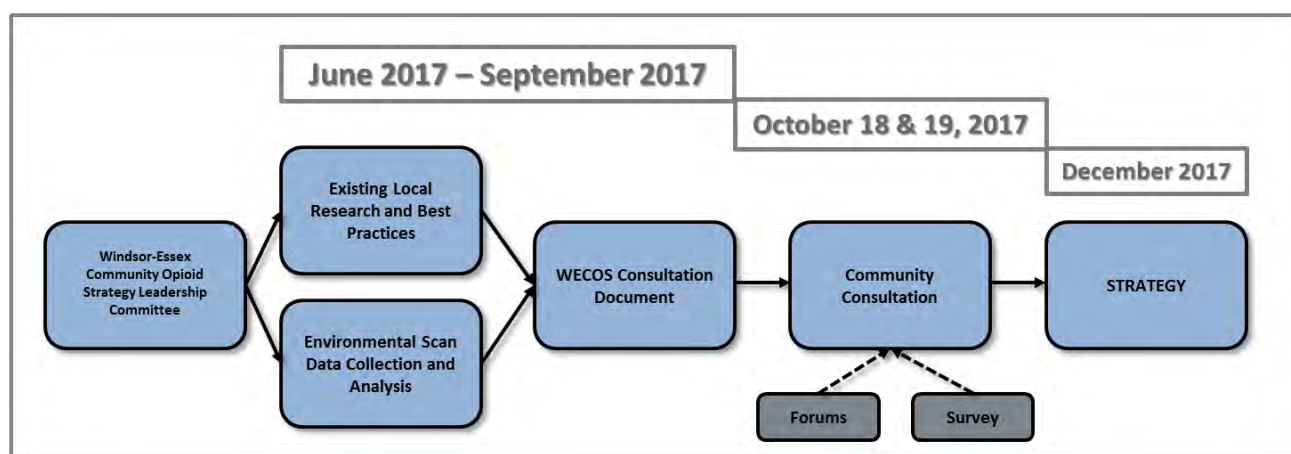 June 2017 – September 2017
October 18 & 19, 2017
December 2017
Windsor-Essex
Community Opioid
Strategy Leadership
Committee
Existing Local
Research and Best
Practices
Environmental Scan
Data Collection and
Analysis
WECOS Consultation
Document
Community
Consultation
STRATEGY
Forums
Survey